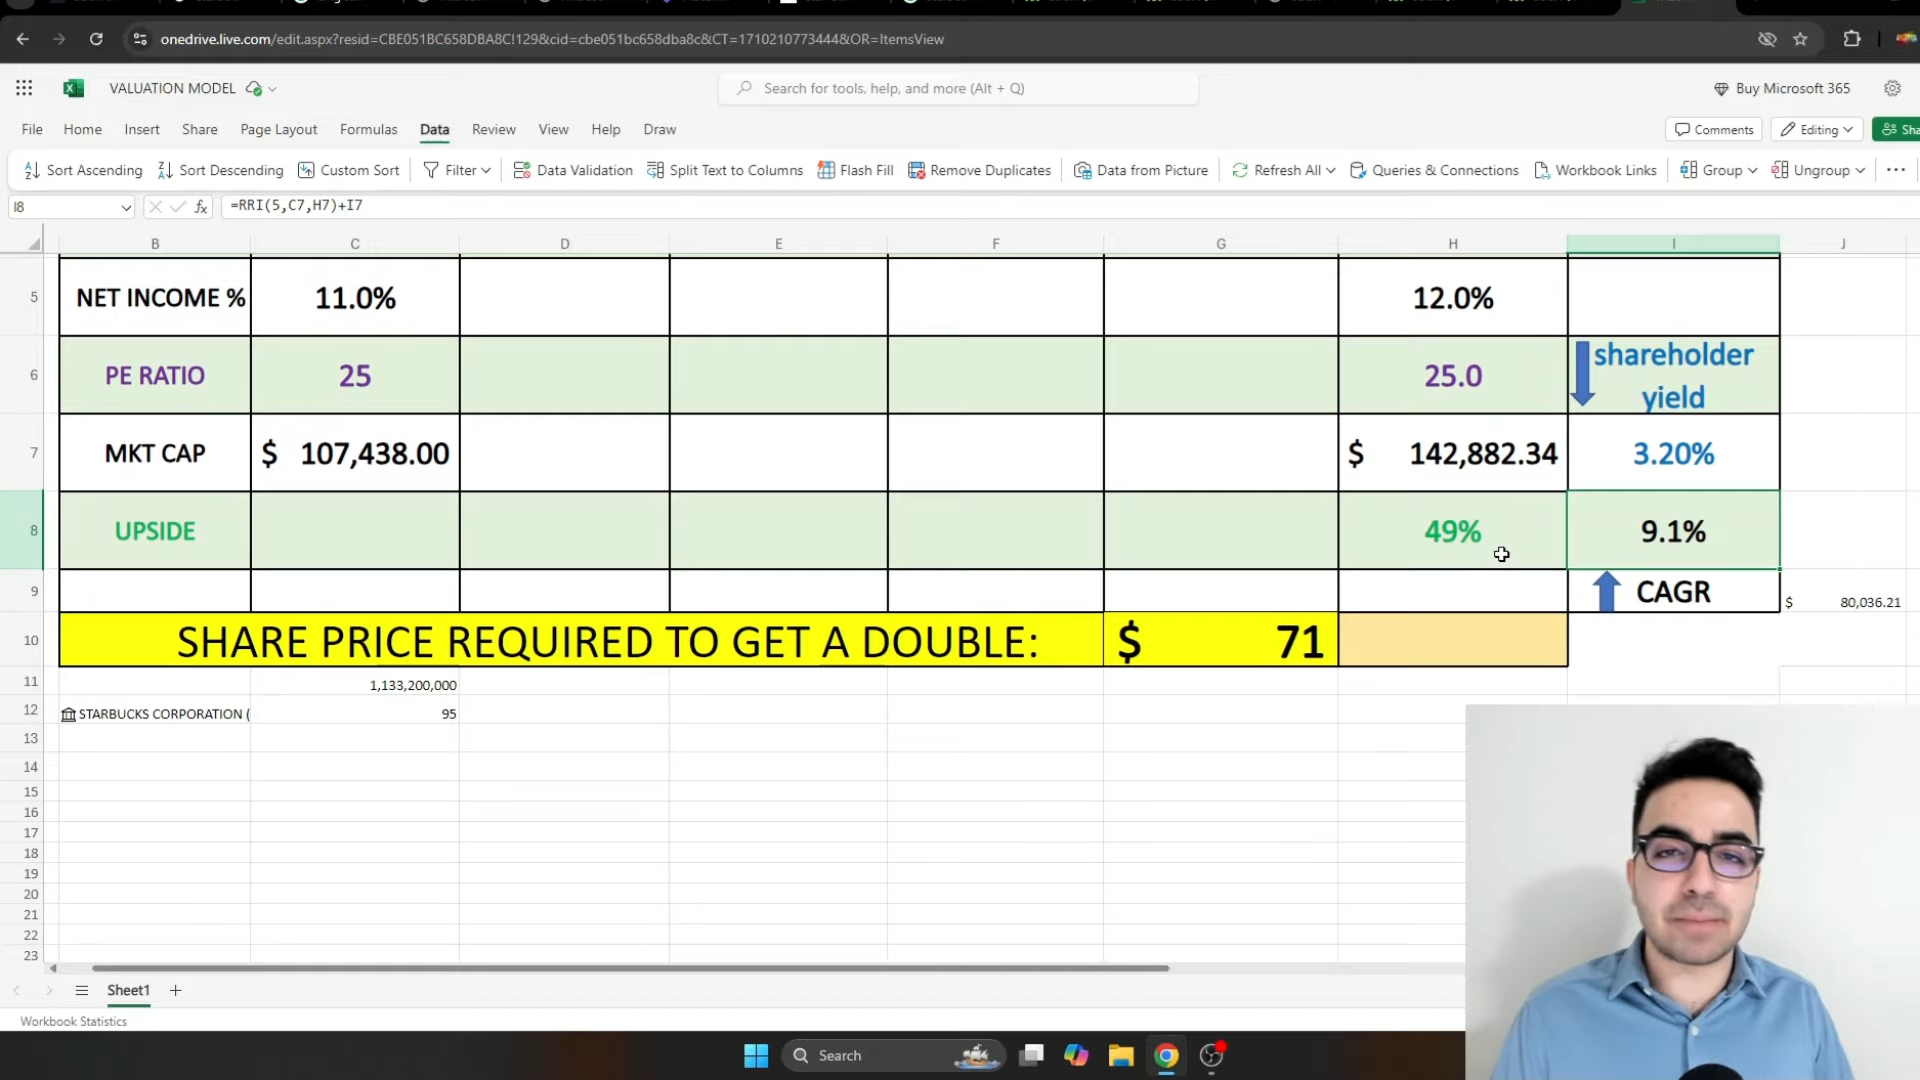 onedrive.live.com/edit.aspx?resid=CBE051BC658DBA8C!129&cid=cbe051bc658dba8c&CT=1710210773444&OR=ItemsView
VALUATION MODEL
Search for tools, help, and more (Alt + Q)
Buy Microsoft 365
File Home Insert Share Page Layout Formulas Data Review View Help Draw
Comments Editing Sha
Sort Ascending Sort Descending Custom Sort Filter Data Validation Split Text to Columns Flash Fill Remove Duplicates Data from Picture Refresh All Queries & Connections Workbook Links Group Ungroup ...
I8 fx =RRI(5,C7,H7)+I7
B C D E F G H I J
5 NET INCOME % 11.0% 12.0%
6 PE RATIO 25 25.0 shareholder
yield
7 MKT CAP $ 107,438.00 $ 142,882.34 3.20%
8 UPSIDE 49% 9.1%
9 CAGR $ 80,036.21
10 SHARE PRICE REQUIRED TO GET A DOUBLE: $ 71
11 1,133,200,000
12 STARBUCKS CORPORATION ( 95
13
14
15
16
17
18
19
20
21
22
23
Sheet1
Workbook Statistics
Search